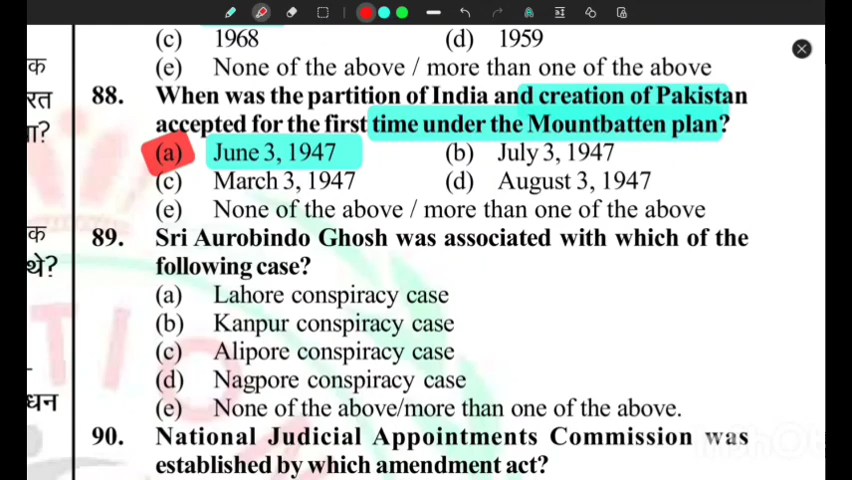 (c) 1968 (d) 1959
(e) None of the above / more than one of the above
88. When was the partition of India and creation of Pakistan
accepted for the first time under the Mountbatten plan?
(a) June 3, 1947 (b) July 3, 1947
(c) March 3, 1947 (d) August 3, 1947
(e) None of the above / more than one of the above
89. Sri Aurobindo Ghosh was associated with which of the
following case?
(a) Lahore conspiracy case
(b) Kanpur conspiracy case
(c) Alipore conspiracy case
(d) Nagpore conspiracy case
(e) None of the above/more than one of the above.
90. National Judicial Appointments Commission was
established by which amendment act?
क
रत
ा?
क
थे?
धन